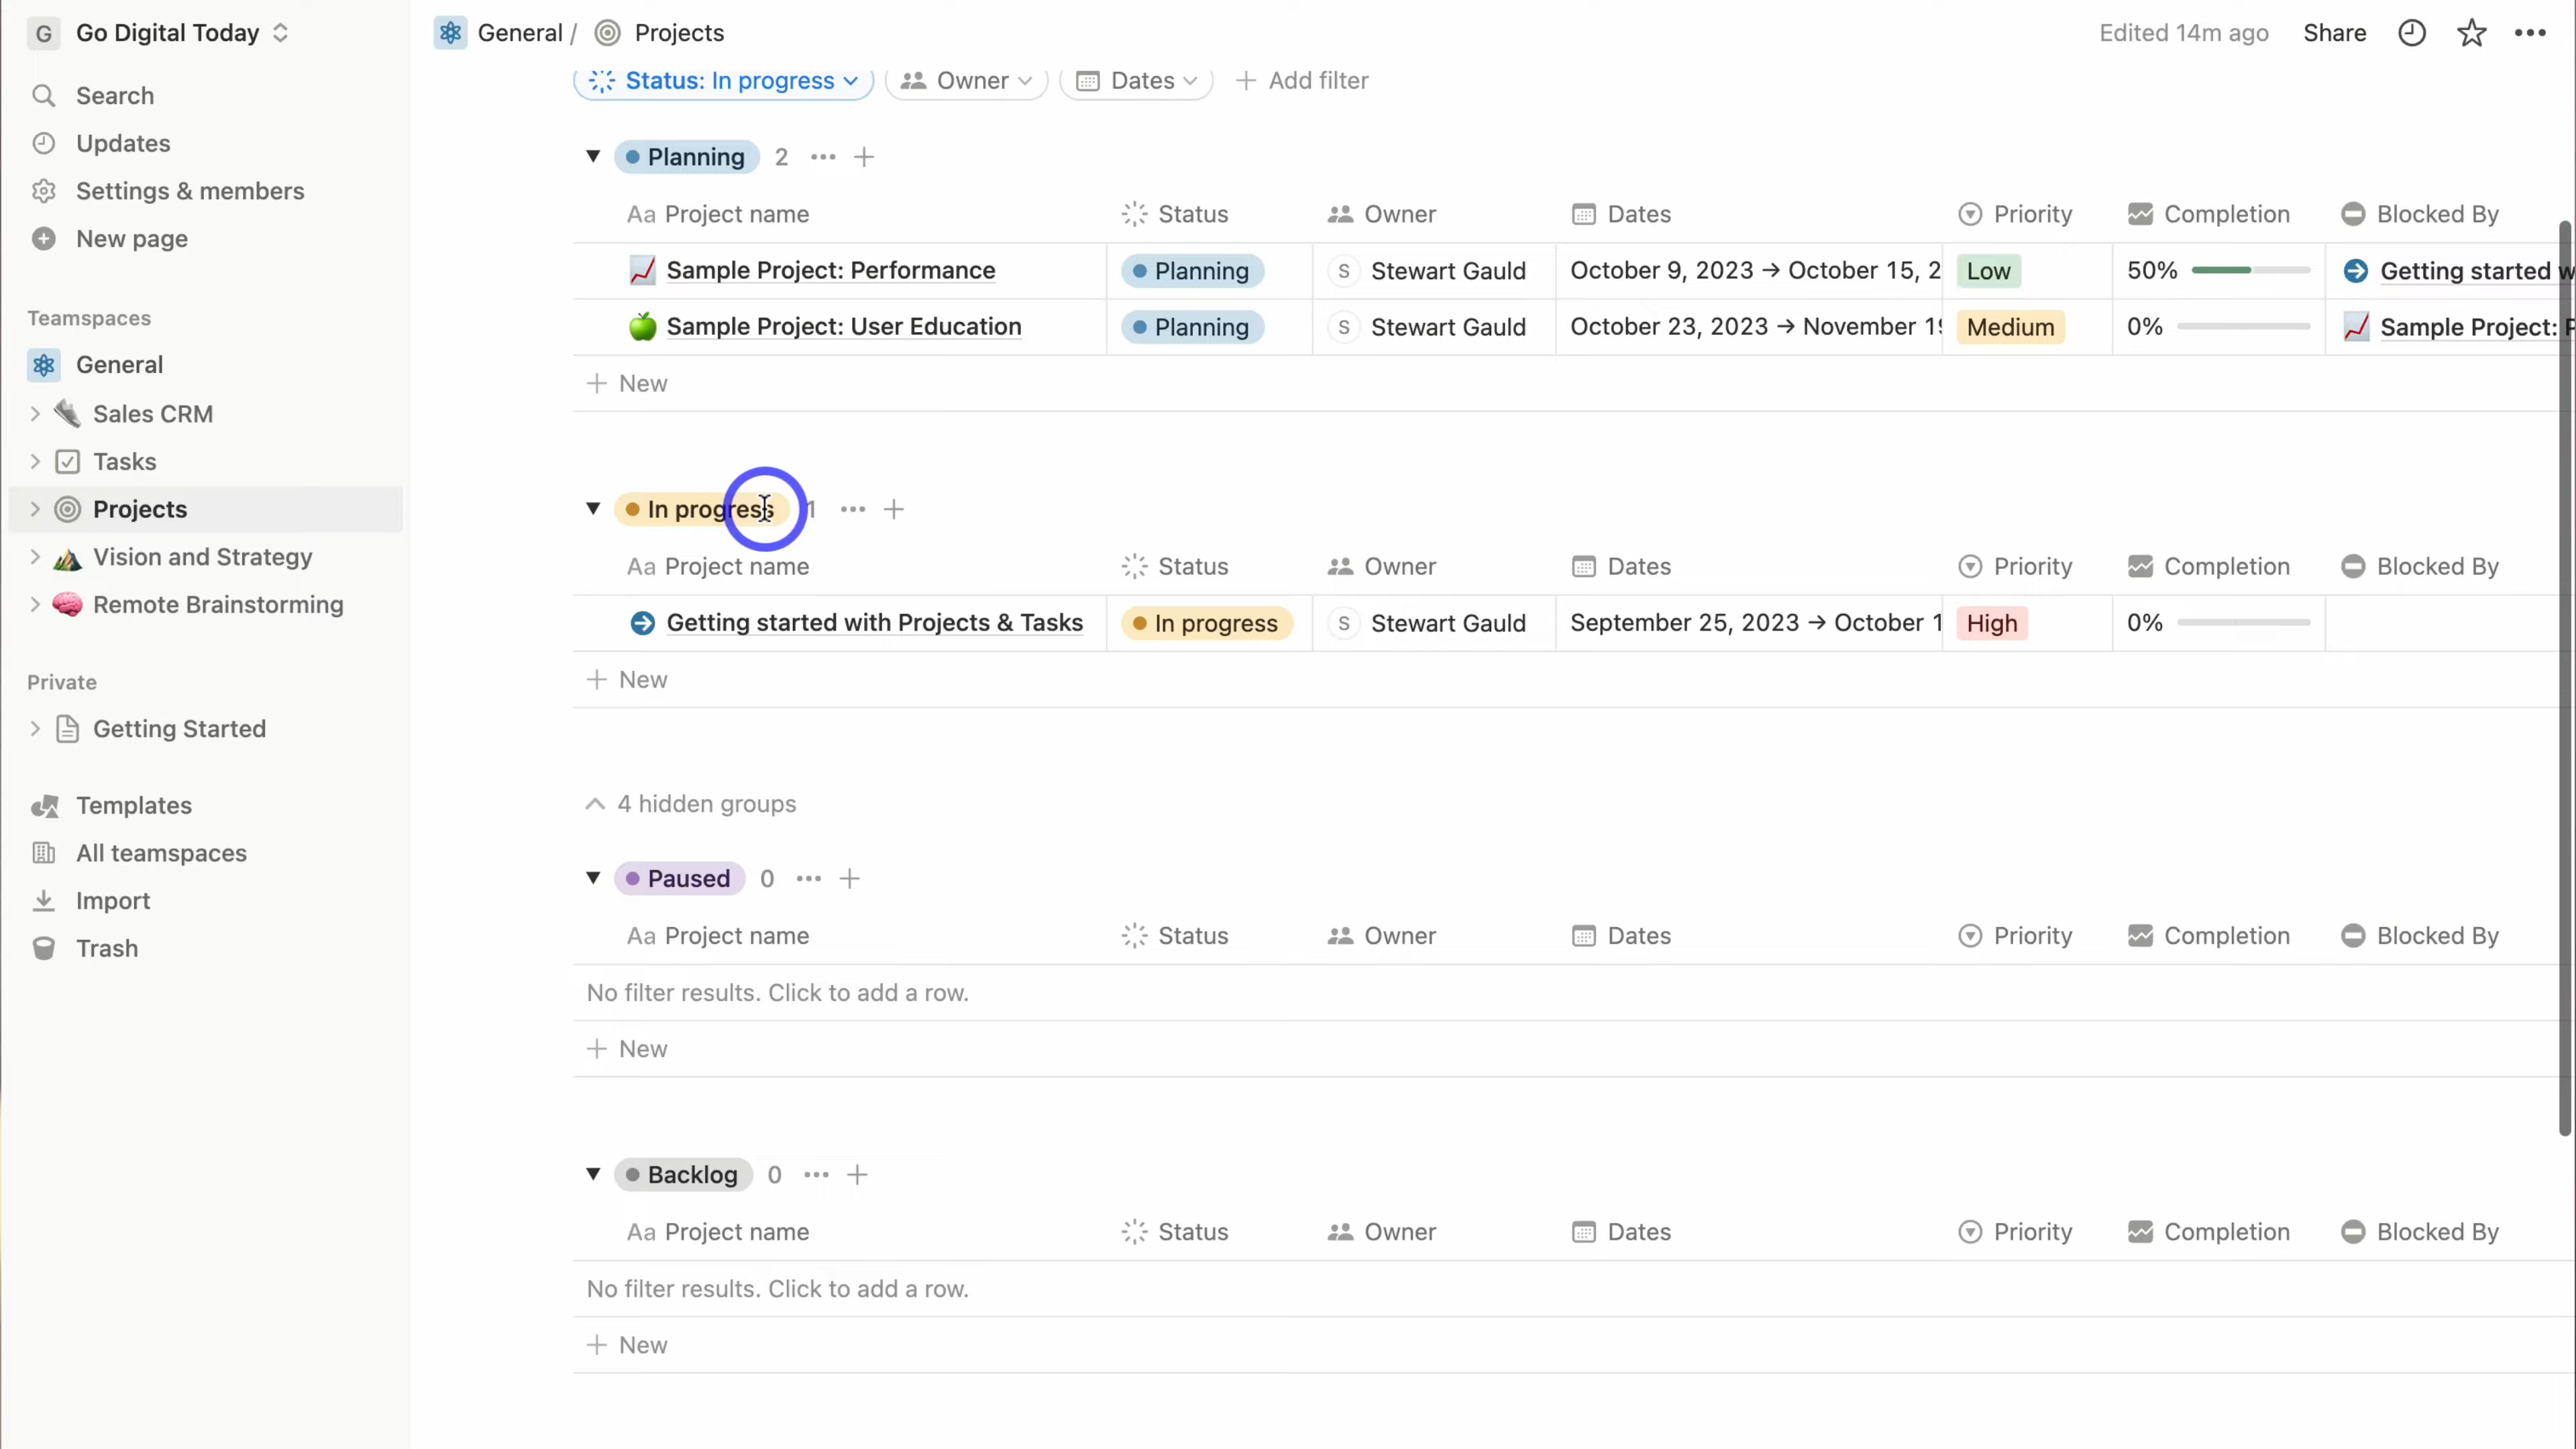 G Go Digital Today
Search
Updates
Settings & members
New page
Teamspaces
General
Sales CRM
Tasks
Projects
Vision and Strategy
Remote Brainstorming
Private
Getting Started
Templates
All teamspaces
Import
Trash
General / Projects
Edited 14m ago Share
Status: In progress Owner Dates + Add filter
Planning 2
Aa Project name Status Owner Dates Priority Completion Blocked By
Sample Project: Performance Planning S Stewart Gauld October 9, 2023 → October 15, 2 Low 50% Getting started w
Sample Project: User Education Planning S Stewart Gauld October 23, 2023 → November 19 Medium 0% Sample Project: P
+ New
In progress 1
Aa Project name Status Owner Dates Priority Completion Blocked By
Getting started with Projects & Tasks In progress S Stewart Gauld September 25, 2023 → October 1 High 0%
+ New
4 hidden groups
Paused 0
Aa Project name Status Owner Dates Priority Completion Blocked By
No filter results. Click to add a row.
+ New
Backlog 0
Aa Project name Status Owner Dates Priority Completion Blocked By
No filter results. Click to add a row.
+ New